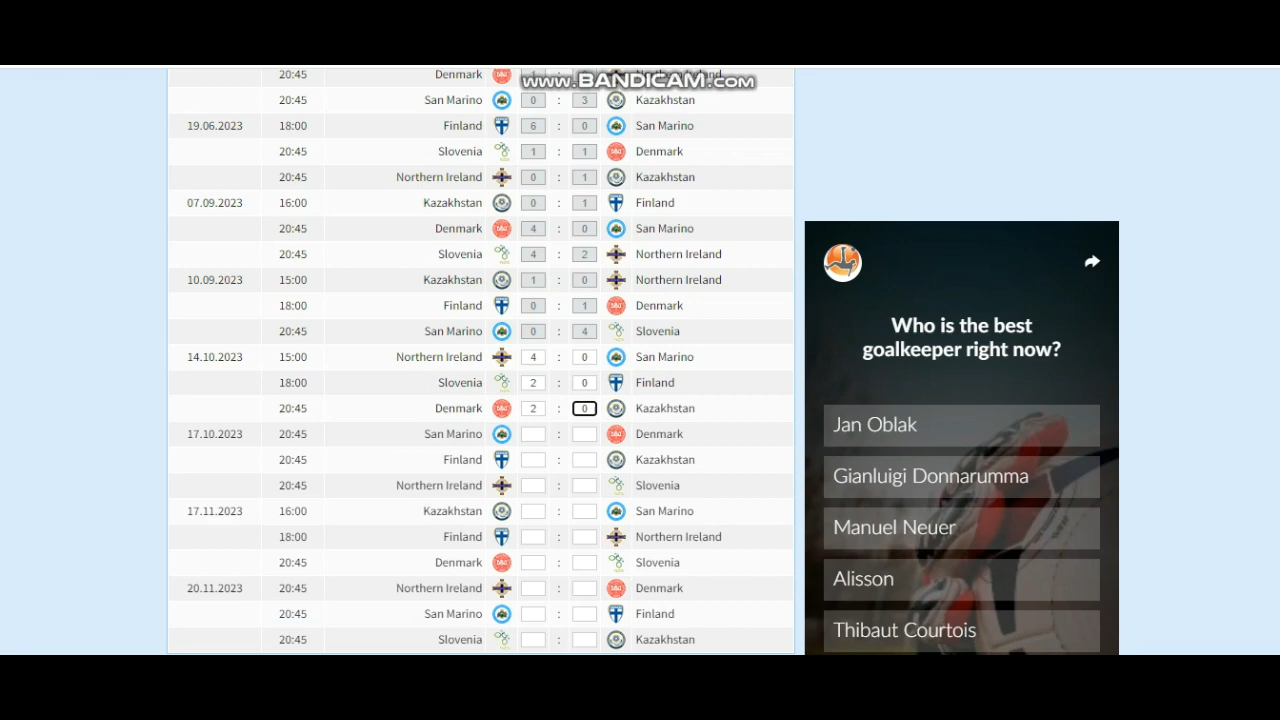 www.BANDICAM.com
20:45 Denmark
20:45 San Marino 0 : 3 Kazakhstan
19.06.2023 18:00 Finland 6 : 0 San Marino
20:45 Slovenia 1 : 1 Denmark
20:45 Northern Ireland 0 : 1 Kazakhstan
07.09.2023 16:00 Kazakhstan 0 : 1 Finland
20:45 Denmark 4 : 0 San Marino
20:45 Slovenia 4 : 2 Northern Ireland
10.09.2023 15:00 Kazakhstan 1 : 0 Northern Ireland
18:00 Finland 0 : 1 Denmark
20:45 San Marino 0 : 4 Slovenia
14.10.2023 15:00 Northern Ireland 4 : 0 San Marino
18:00 Slovenia 2 : 0 Finland
20:45 Denmark 2 : 0 Kazakhstan
17.10.2023 20:45 San Marino : Denmark
20:45 Finland : Kazakhstan
20:45 Northern Ireland : Slovenia
17.11.2023 16:00 Kazakhstan : San Marino
18:00 Finland : Northern Ireland
20:45 Denmark : Slovenia
20.11.2023 20:45 Northern Ireland : Denmark
20:45 San Marino : Finland
20:45 Slovenia : Kazakhstan
Who is the best
goalkeeper right now?
Jan Oblak
Gianluigi Donnarumma
Manuel Neuer
Alisson
Thibaut Courtois